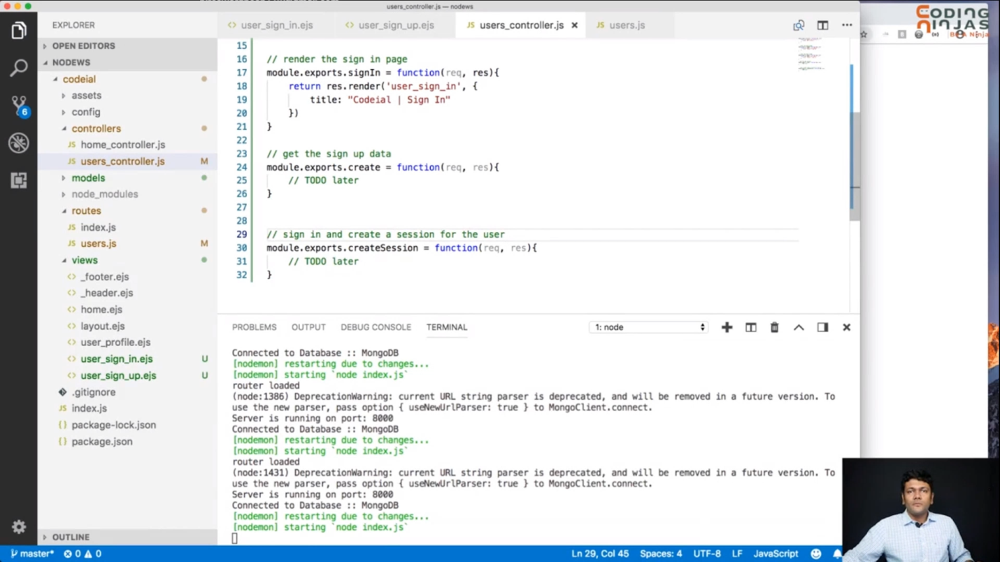 users_controller.js — nodews
CODING
NINJAS
EXPLORER
user_sign_in.ejs
user_sign_up.ejs
JS users_controller.js
JS users.js
OPEN EDITORS
NODEWS
codeial
assets
config
controllers
JS home_controller.js
JS users_controller.js M
models
node_modules
routes
JS index.js
JS users.js M
views
<> _footer.ejs
<> _header.ejs
<> home.ejs
<> layout.ejs
<> user_profile.ejs
<> user_sign_in.ejs U
<> user_sign_up.ejs U
.gitignore
JS index.js
{} package-lock.json
{} package.json
OUTLINE
6
15
16 // render the sign in page
17 module.exports.signIn = function(req, res){
18 return res.render('user_sign_in', {
19 title: "Codeial | Sign In"
20 })
21 }
22
23 // get the sign up data
24 module.exports.create = function(req, res){
25 // TODO later
26 }
27
28
29 // sign in and create a session for the user
30 module.exports.createSession = function(req, res){
31 // TODO later
32 }
PROBLEMS OUTPUT DEBUG CONSOLE TERMINAL 1: node
Connected to Database :: MongoDB
[nodemon] restarting due to changes...
[nodemon] starting `node index.js`
router loaded
(node:1386) DeprecationWarning: current URL string parser is deprecated, and will be removed in a future version. To
use the new parser, pass option { useNewUrlParser: true } to MongoClient.connect.
Server is running on port: 8000
Connected to Database :: MongoDB
[nodemon] restarting due to changes...
[nodemon] starting `node index.js`
router loaded
(node:1431) DeprecationWarning: current URL string parser is deprecated, and will be removed in a future version. To
use the new parser, pass option { useNewUrlParser: true } to MongoClient.connect.
Server is running on port: 8000
Connected to Database :: MongoDB
[nodemon] restarting due to changes...
[nodemon] starting `node index.js`
master* 0 0 Ln 29, Col 45 Spaces: 4 UTF-8 LF JavaScript